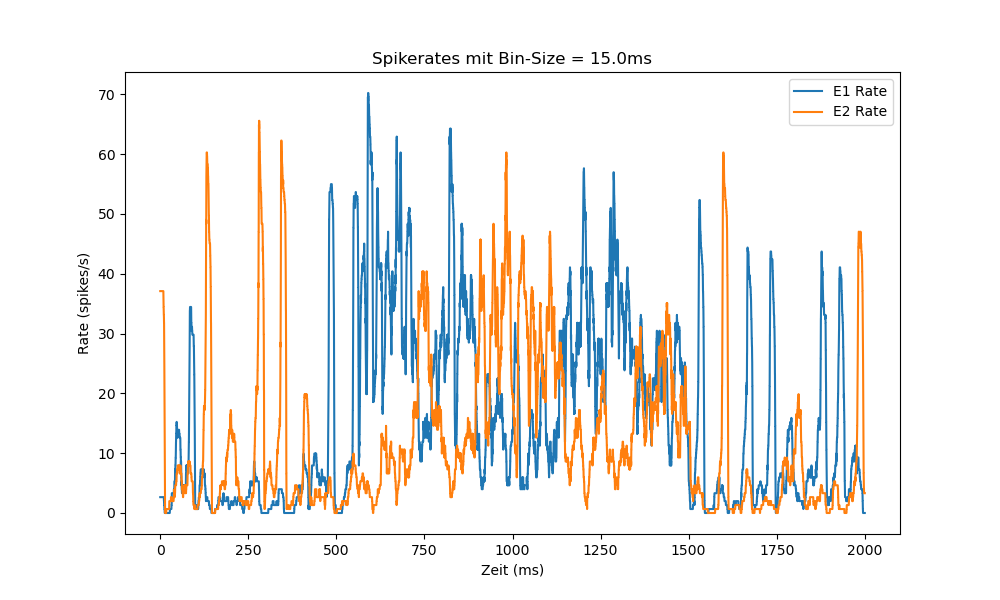 Spikerates mit Bin-Size = 15.0ms
E1 Rate
E2 Rate
70
60
50
40
30
20
10
0
Rate (spikes/s)
0 250 500 750 1000 1250 1500 1750 2000
Zeit (ms)